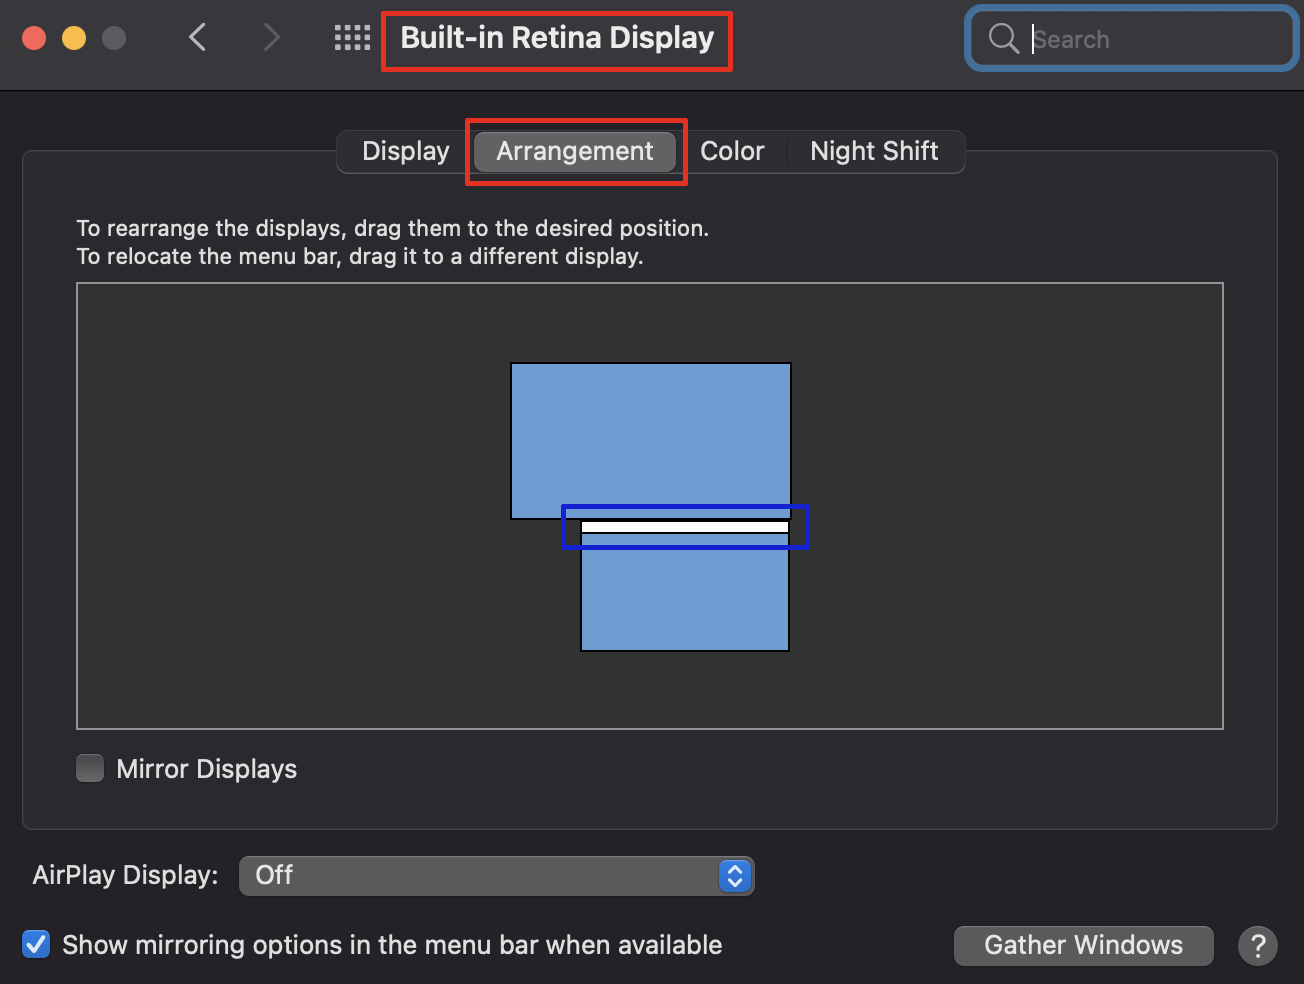 Built-in Retina Display
Search
Display
Arrangement
Color
Night Shift
To rearrange the displays, drag them to the desired position.
To relocate the menu bar, drag it to a different display.
Mirror Displays
AirPlay Display:
Off
Show mirroring options in the menu bar when available
Gather Windows
?